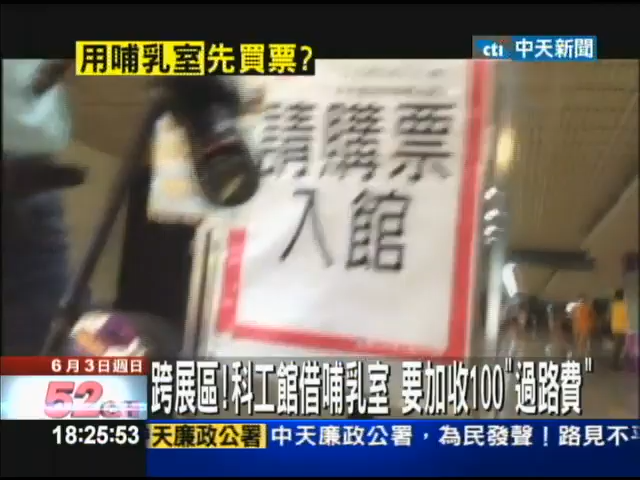 用哺乳室先買票?
cti 中天新聞
請購票
入館
6月3日週日
跨展區!科工館借哺乳室 要加收100"過路費"
52
18:25:53
天廉政公署 中天廉政公署，為民發聲！路見不平